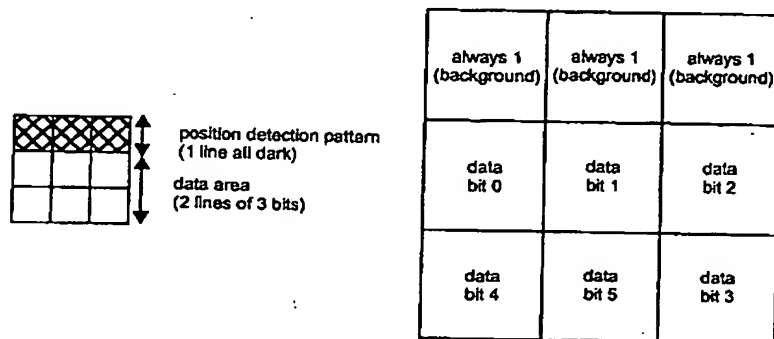 always 1
(background)
always 1
(background)
always 1
(background)
position detection pattern
(1 line all dark)
data area
(2 lines of 3 bits)
data
bit 0
data
bit 1
data
bit 2
data
bit 4
data
bit 5
data
bit 3